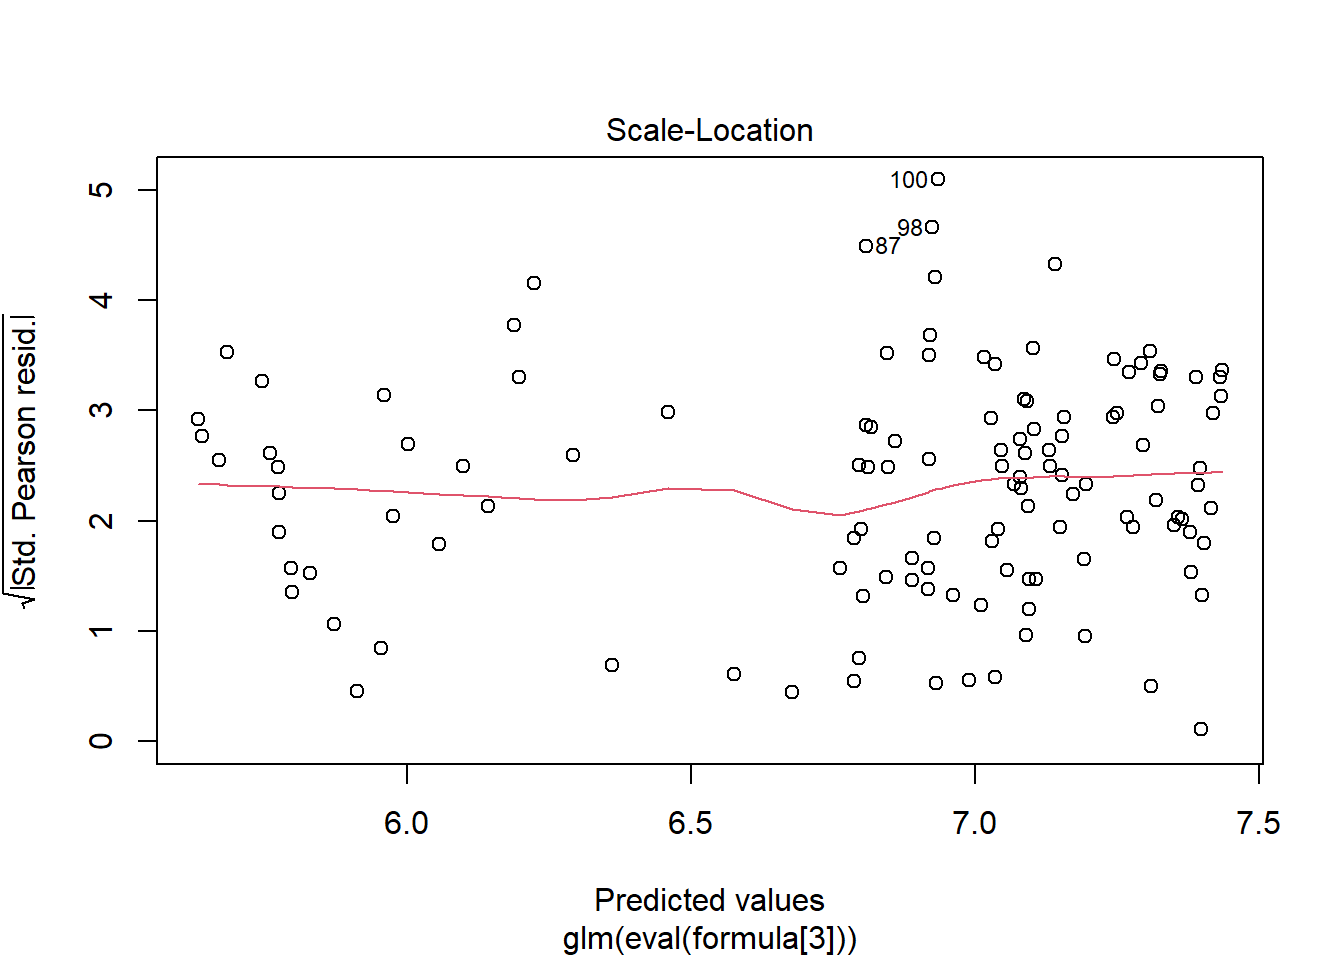 Scale-Location
√|Std. Pearson resid.|
5
4
3
2
1
0
100
98
87
6.0 6.5 7.0 7.5
Predicted values
glm(eval(formula[3]))